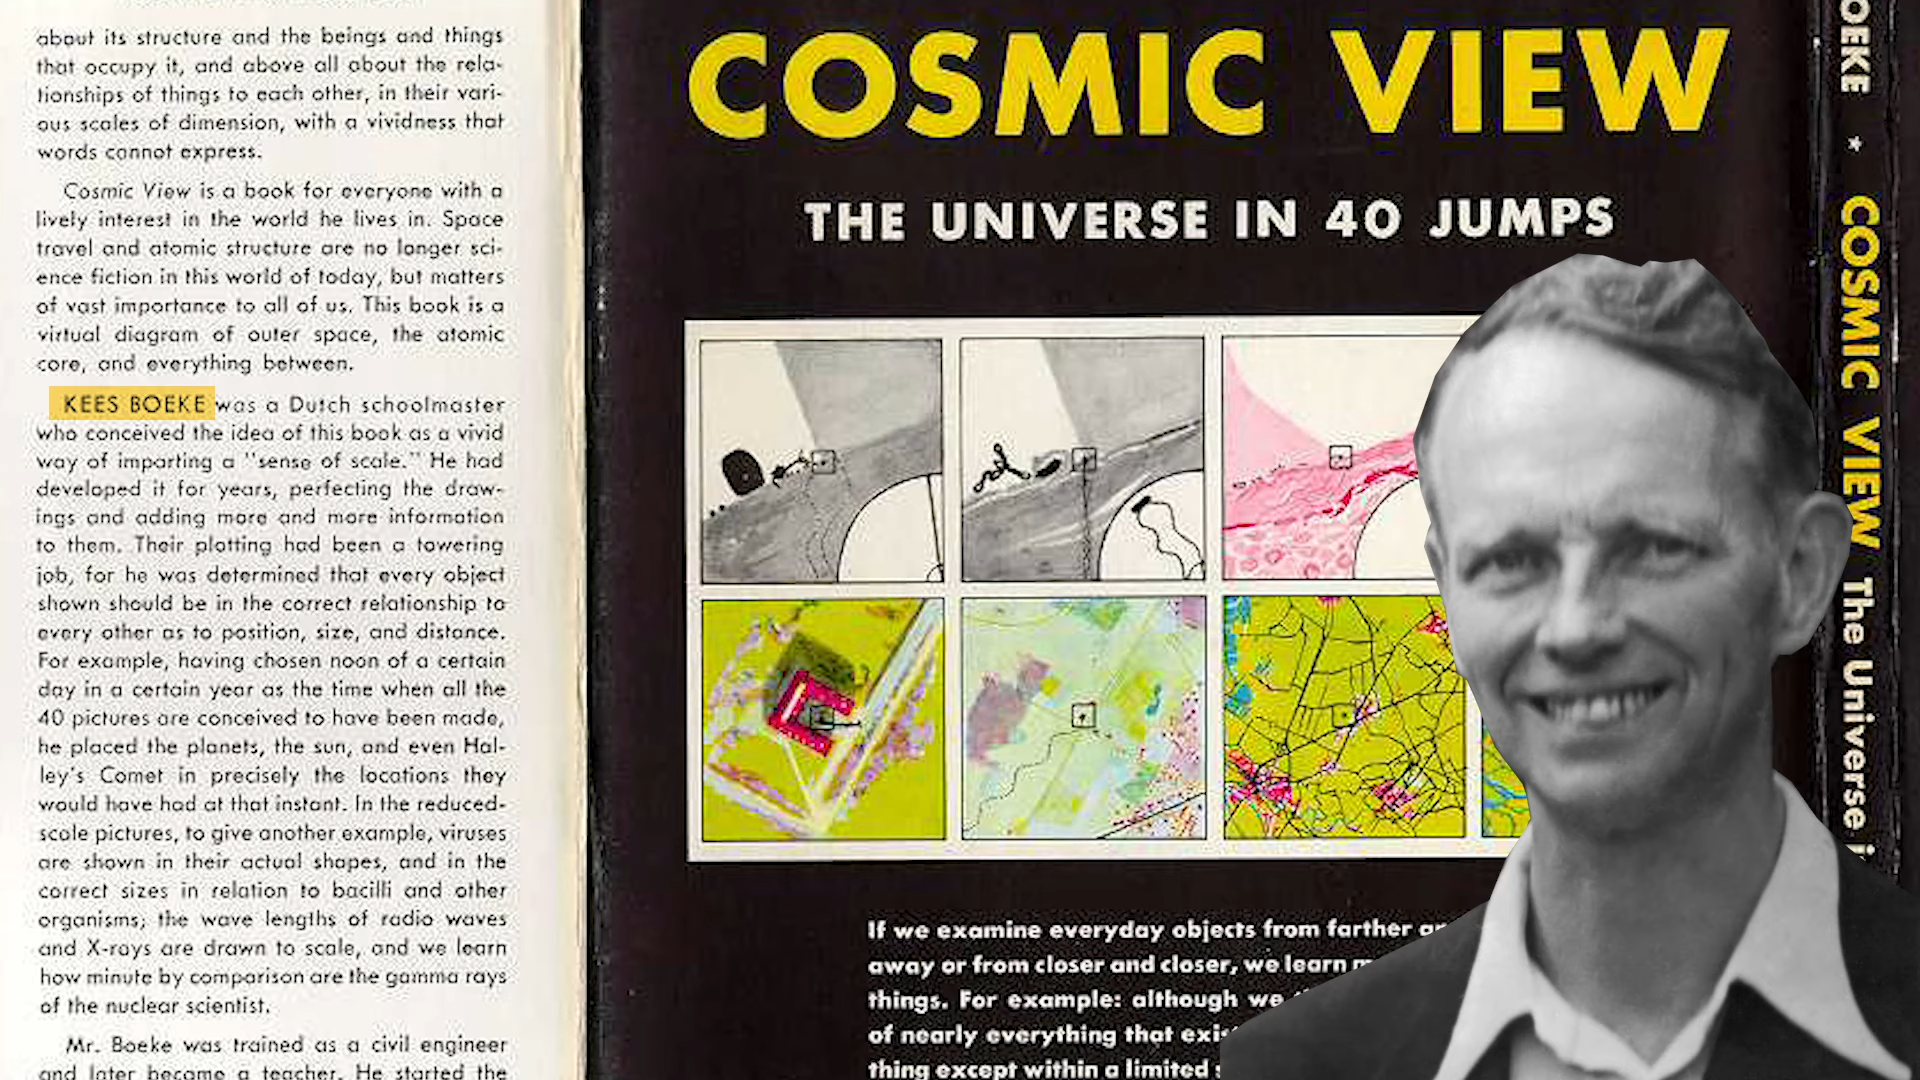 about its structure and the beings and things
that occupy it, and above all about the rela-
tionships of things to each other, in their vari-
ous scales of dimension, with a vividness that
words cannot express.
Cosmic View is a book for everyone with a
lively interest in the world he lives in. Space
travel and atomic structure are no longer sci-
ence fiction in this world of today, but matters
of vast importance to all of us. This book is a
virtual diagram of outer space, the atomic
core, and everything between.
KEES BOEKE was a Dutch schoolmaster
who conceived the idea of this book as a vivid
way of imparting a "sense of scale." He had
developed it for years, perfecting the draw-
ings and adding more and more information
to them. Their plotting had been a towering
job, for he was determined that every object
shown should be in the correct relationship to
every other as to position, size, and distance.
For example, having chosen noon of a certain
day in a certain year as the time when all the
40 pictures are conceived to have been made,
he placed the planets, the sun, and even Hal-
ley's Comet in precisely the locations they
would have had at that instant. In the reduced-
scale pictures, to give another example, viruses
are shown in their actual shapes, and in the
correct sizes in relation to bacilli and other
organisms; the wave lengths of radio waves
and X-rays are drawn to scale, and we learn
how minute by comparison are the gamma rays
of the nuclear scientist.
Mr. Boeke was trained as a civil engineer
and later became a teacher. He started the
COSMIC VIEW
THE UNIVERSE IN 40 JUMPS
If we examine everyday objects from farther
away or from closer and closer, we learn
things. For example: although we
of nearly everything that
thing except within a limited
OEKE * COSMIC VIEW The Universe